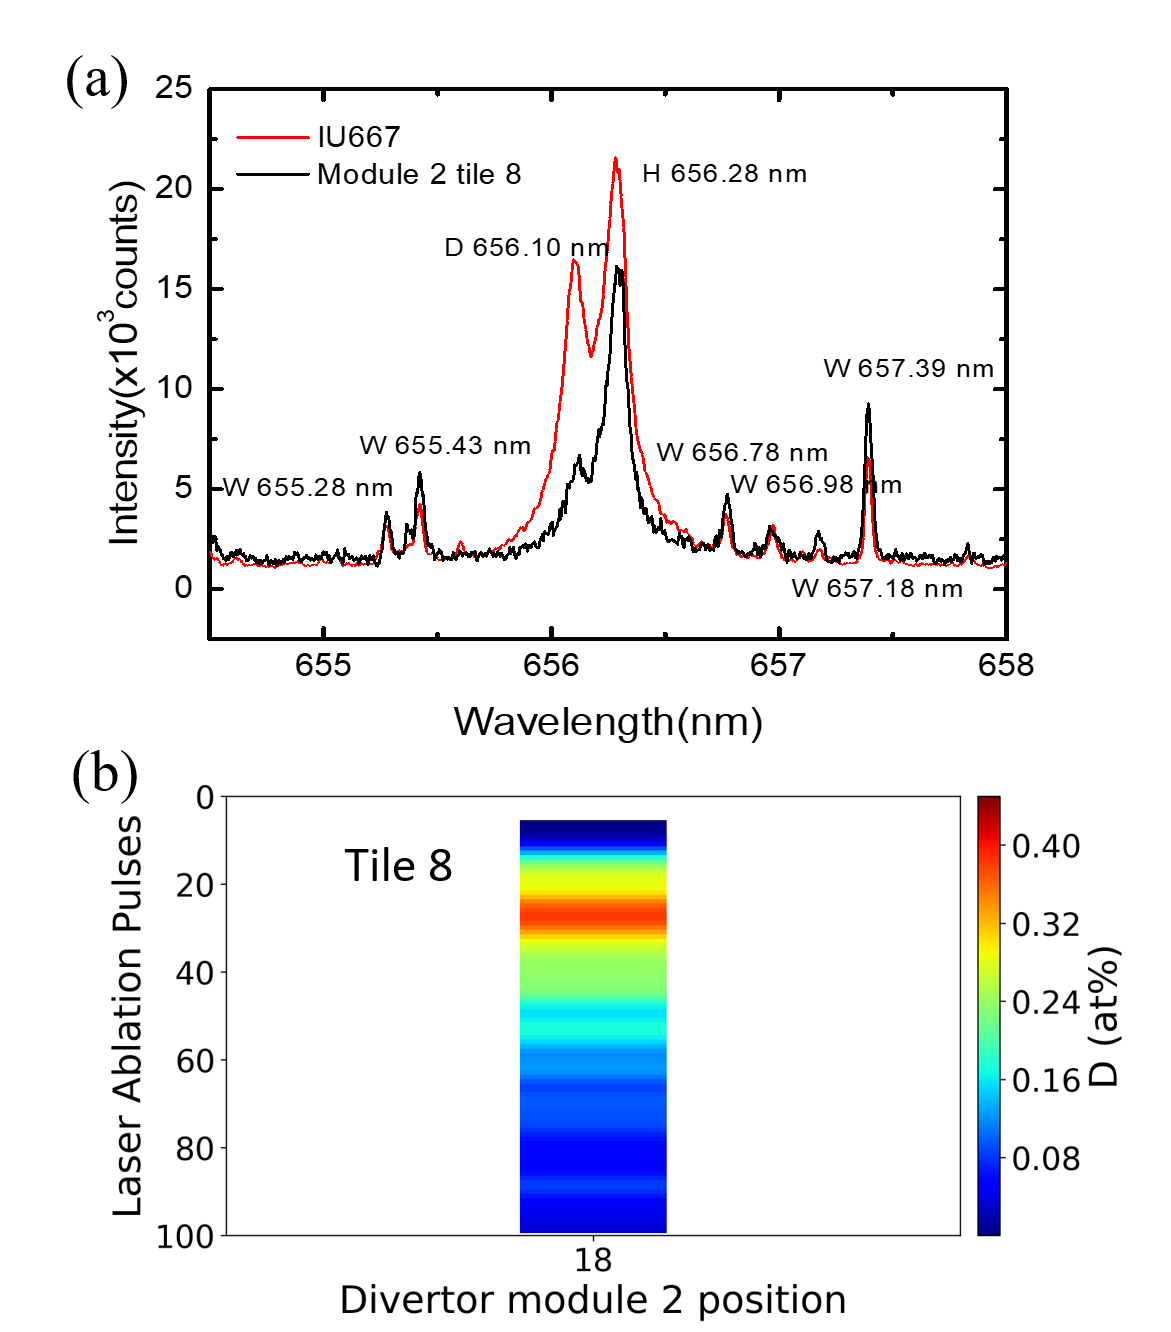 (a)
25
20
15
10
5
0
Intensity(x10³counts)
IU667
Module 2 tile 8
H 656.28 nm
D 656.10 nm
W 657.39 nm
W 655.43 nm
W 656.78 nm
W 655.28 nm
W 656.98 nm
W 657.18 nm
655
656
657
658
Wavelength(nm)
(b)
0
20
40
60
80
100
Laser Ablation Pulses
Tile 8
18
Divertor module 2 position
0.40
0.32
0.24
0.16
0.08
D (at%)